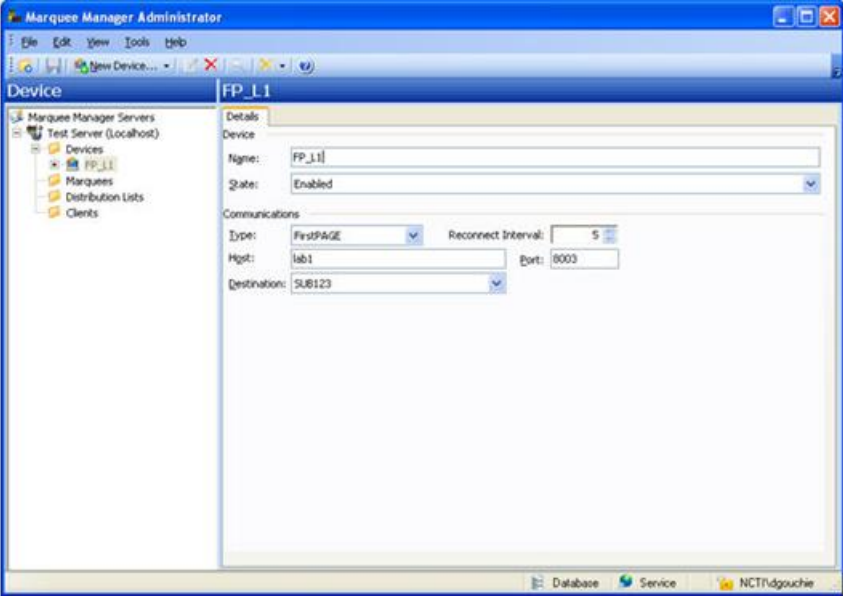 Marquee Manager Administrator
File Edit View Tools Help
New Device...
Device
FP_L1
Marquee Manager Servers
Test Server (Localhost)
Devices
FP_L1
Marquees
Distribution Lists
Clients
Details
Device
Name: FP_L1
State: Enabled
Communications
Type: FirstPAGE Reconnect Interval: 5
Host: lab1 Port: 8003
Destination: SUB123
Database Service NCTI\dgouchie